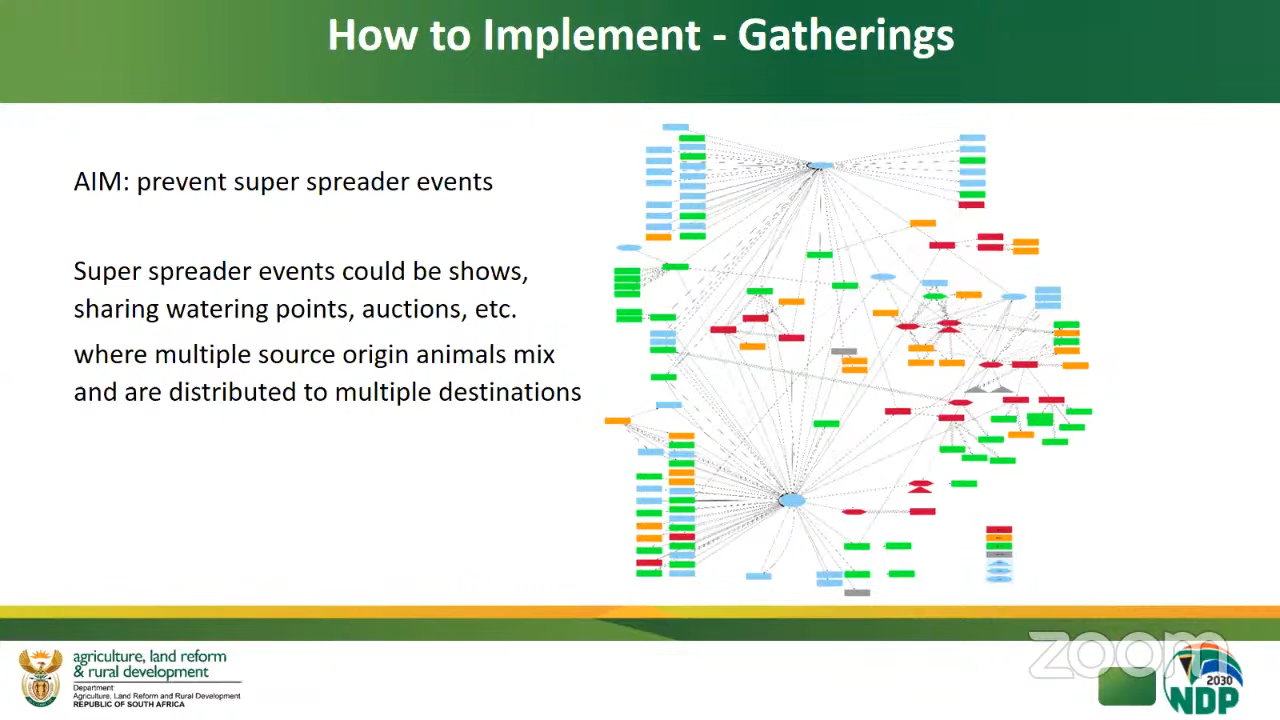 How to Implement - Gatherings
AIM: prevent super spreader events
Super spreader events could be shows,
sharing watering points, auctions, etc.
where multiple source origin animals mix
and are distributed to multiple destinations
agriculture, land reform
& rural development
Department:
Agriculture, Land Reform and Rural Development
REPUBLIC OF SOUTH AFRICA
zoom
2030
NDP